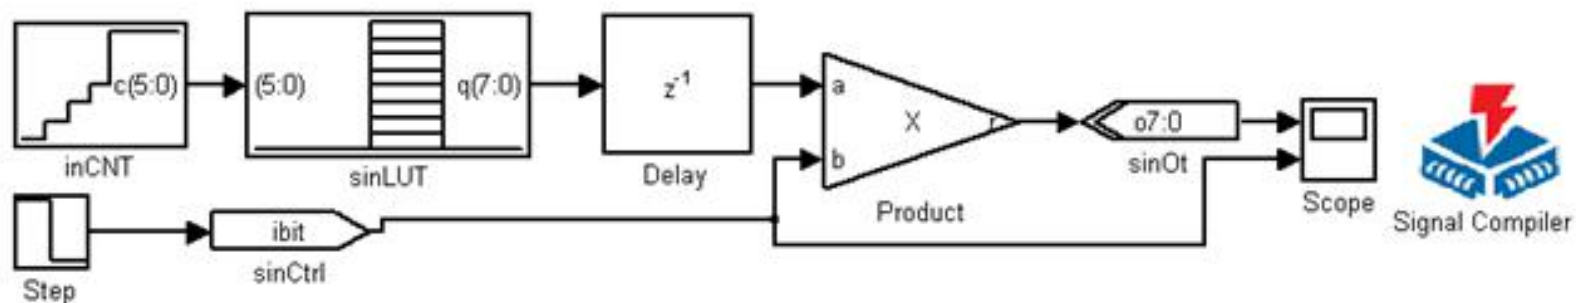 c(5:0)
inCNT
(5:0)
q(7:0)
sinLUT
z-1
Delay
a
X
r
b
Product
o7:0
sinOt
Scope
Signal Compiler
Step
ibit
sinCtrl